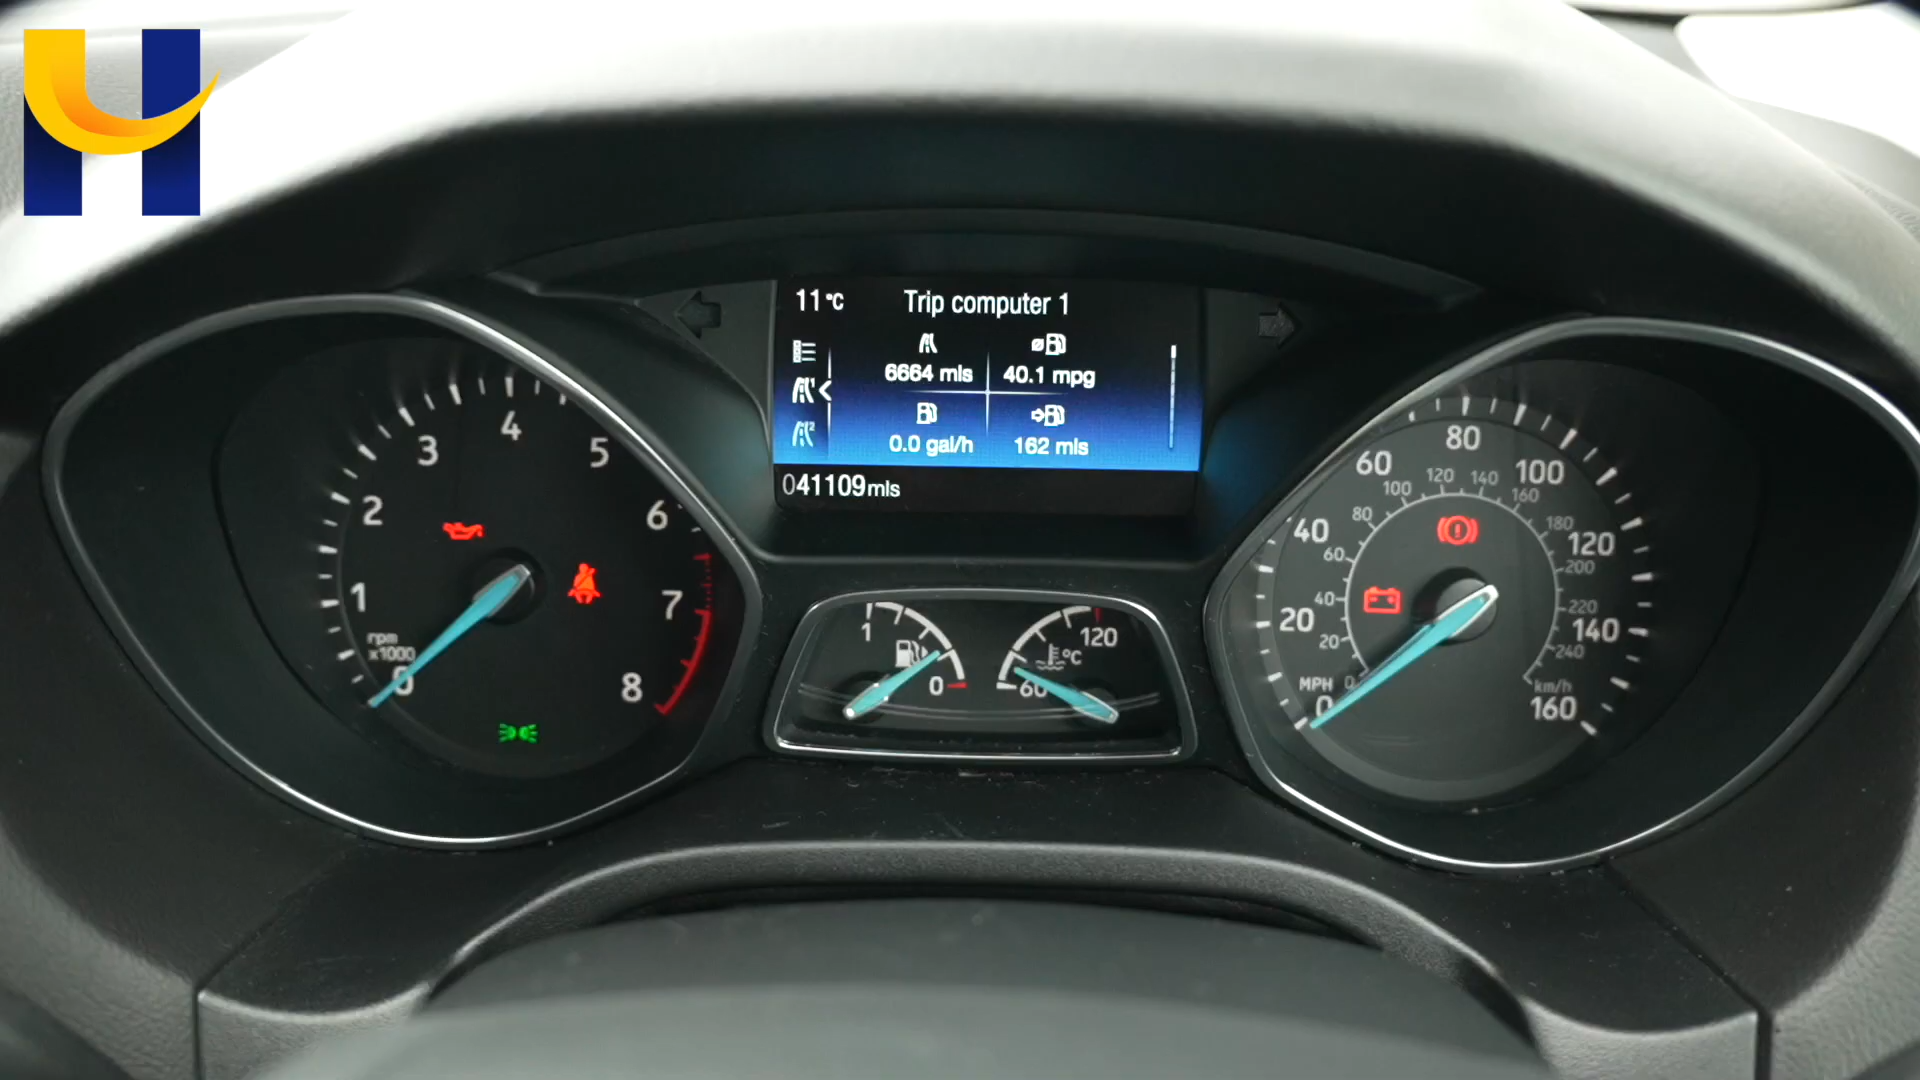 11°C Trip computer 1
6664 mls 40.1 mpg
0.0 gal/h 162 mls
041109mls
0 1 2 3 4 5 6 7 8
rpm
x1000
1 0
60 120
°C
0 20 40 60 80 100 120 140 160
MPH
0 20 40 60 80 100 120 140 160 180 200 220 240
km/h